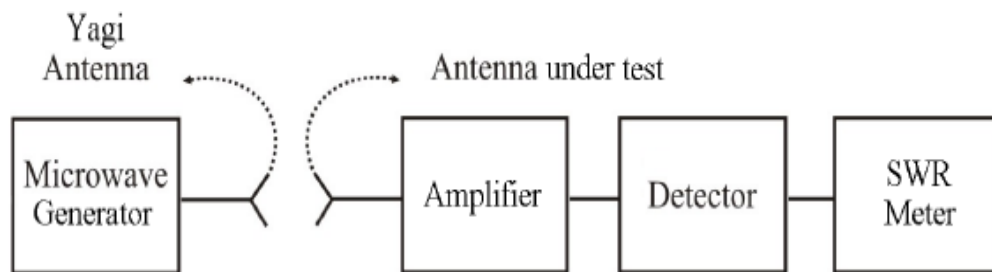 Yagi
Antenna
Antenna under test
Microwave
Generator
Amplifier
Detector
SWR
Meter